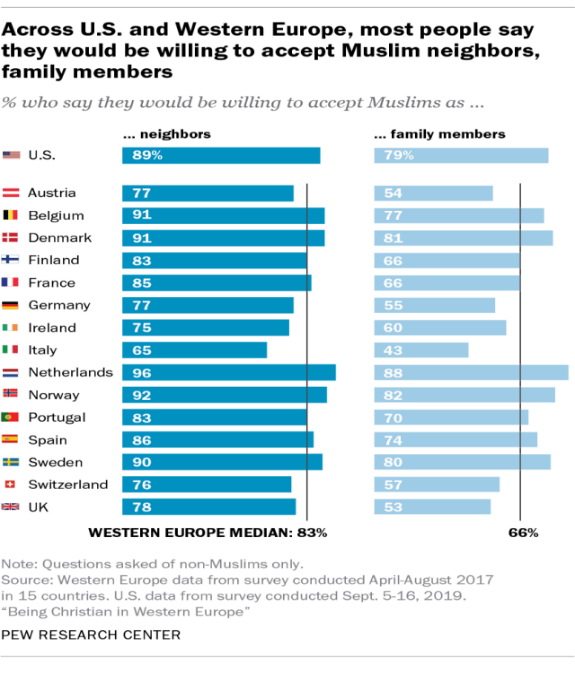 Across U.S. and Western Europe, most people say
they would be willing to accept Muslim neighbors,
family members
% who say they would be willing to accept Muslims as ...
... neighbors ... family members
U.S. 89% 79%
Austria 77 54
Belgium 91 77
Denmark 91 81
Finland 83 66
France 85 66
Germany 77 55
Ireland 75 60
Italy 65 43
Netherlands 96 88
Norway 92 82
Portugal 83 70
Spain 86 74
Sweden 90 80
Switzerland 76 57
UK 78 53
WESTERN EUROPE MEDIAN: 83% 66%
Note: Questions asked of non-Muslims only.
Source: Western Europe data from survey conducted April-August 2017
in 15 countries. U.S. data from survey conducted Sept. 5-16, 2019.
“Being Christian in Western Europe”
PEW RESEARCH CENTER